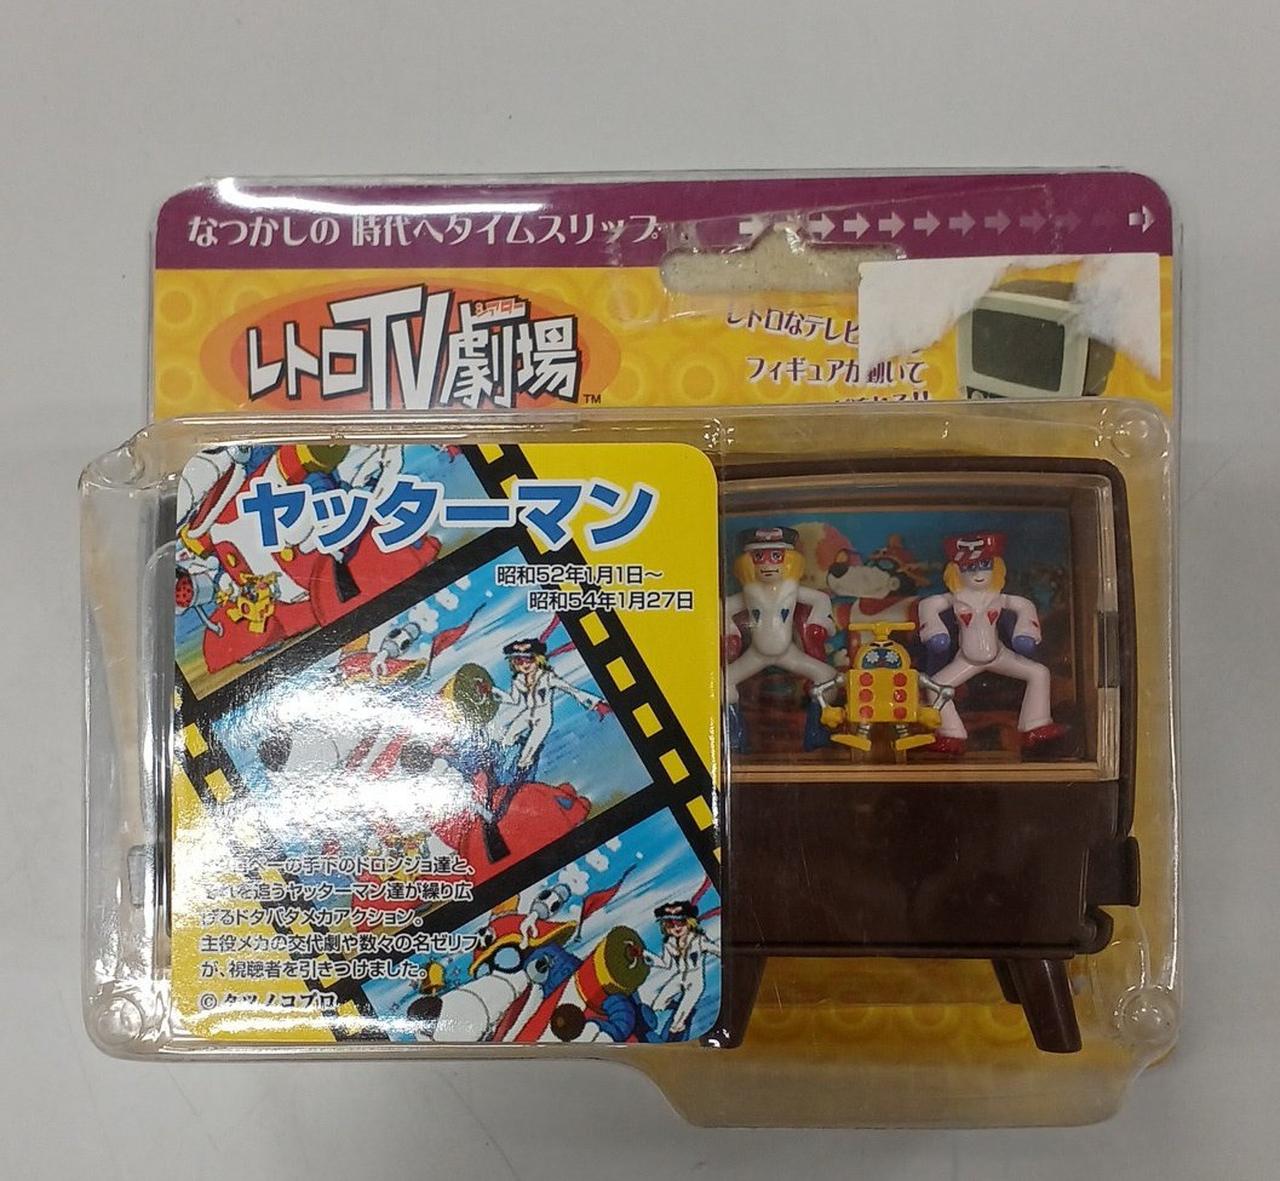 なつかしの 時代へタイムスリップ
レトロTV劇場
シアター
TM
レトロなテレビ
フィギュアが動いて
ヤッターマン
昭和52年1月1日～
昭和54年1月27日
の手下のドロンジョ達と、
追うヤッターマン達が繰り広
げるドタバタメカアクション。
主役メカの交代劇や数々の名ゼリフ
が、視聴者を引きつけました。
© タツノコプロ